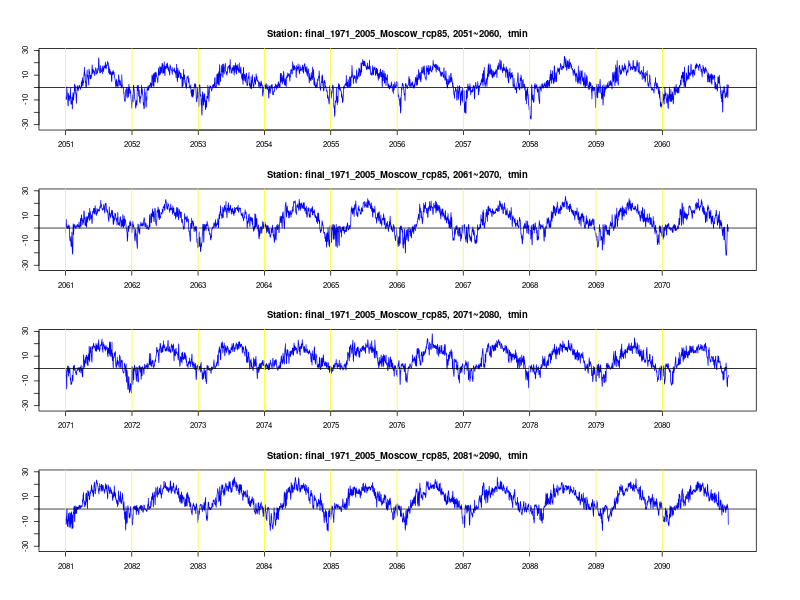 Station: final_1971_2005_Moscow_rcp85, 2051~2060, tmin
30
10
-10
-30
2051 2052 2053 2054 2055 2056 2057 2058 2059 2060
Station: final_1971_2005_Moscow_rcp85, 2061~2070, tmin
30
10
-10
-30
2061 2062 2063 2064 2065 2066 2067 2068 2069 2070
Station: final_1971_2005_Moscow_rcp85, 2071~2080, tmin
30
10
-10
-30
2071 2072 2073 2074 2075 2076 2077 2078 2079 2080
Station: final_1971_2005_Moscow_rcp85, 2081~2090, tmin
30
10
-10
-30
2081 2082 2083 2084 2085 2086 2087 2088 2089 2090